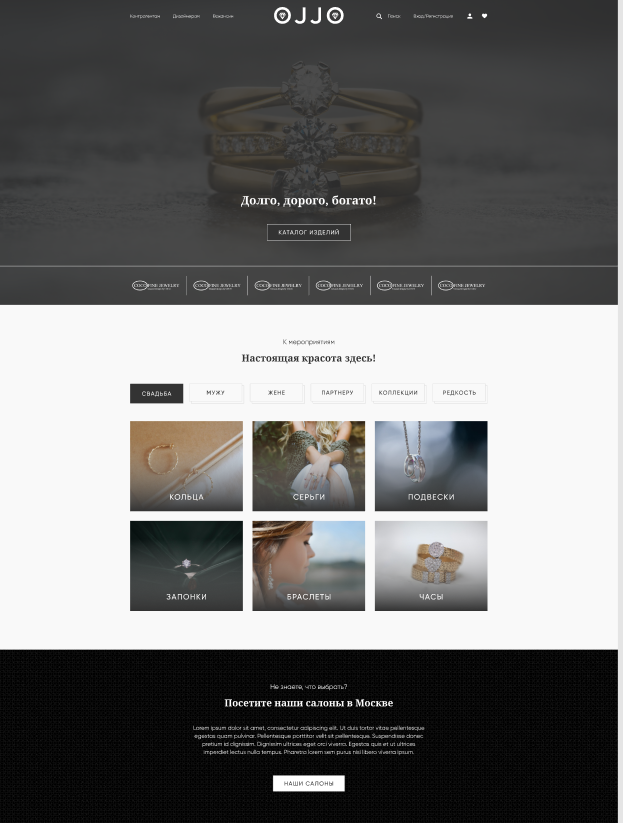 Контрагентам Дизайнерам Вакансии OJJO Поиск Вход/Регистрация
Долго, дорого, богато!
КАТАЛОГ ИЗДЕЛИЙ
COCO FINE JEWELRY COCO FINE JEWELRY COCO FINE JEWELRY COCO FINE JEWELRY COCO FINE JEWELRY COCO FINE JEWELRY
К мероприятиям
Настоящая красота здесь!
СВАДЬБА МУЖУ ЖЕНЕ ПАРТНЕРУ КОЛЛЕКЦИИ РЕДКОСТЬ
КОЛЬЦА СЕРЬГИ ПОДВЕСКИ
ЗАПОНКИ БРАСЛЕТЫ ЧАСЫ
Не знаете, что выбрать?
Посетите наши салоны в Москве
Lorem ipsum dolor sit amet, consectetur adipiscing elit. Ut duis tortor vitae pellentesque
egestas quam pulvinar. Pellentesque porttitor velit sit pellentesque. Suspendisse donec
pretium id dignissim. Dignissim ultrices eget orci viverra. Egestas quis et ut ultrices
imperdiet lectus nulla tempus. Pharetra lorem sem purus nisl libero viverra ipsum.
НАШИ САЛОНЫ